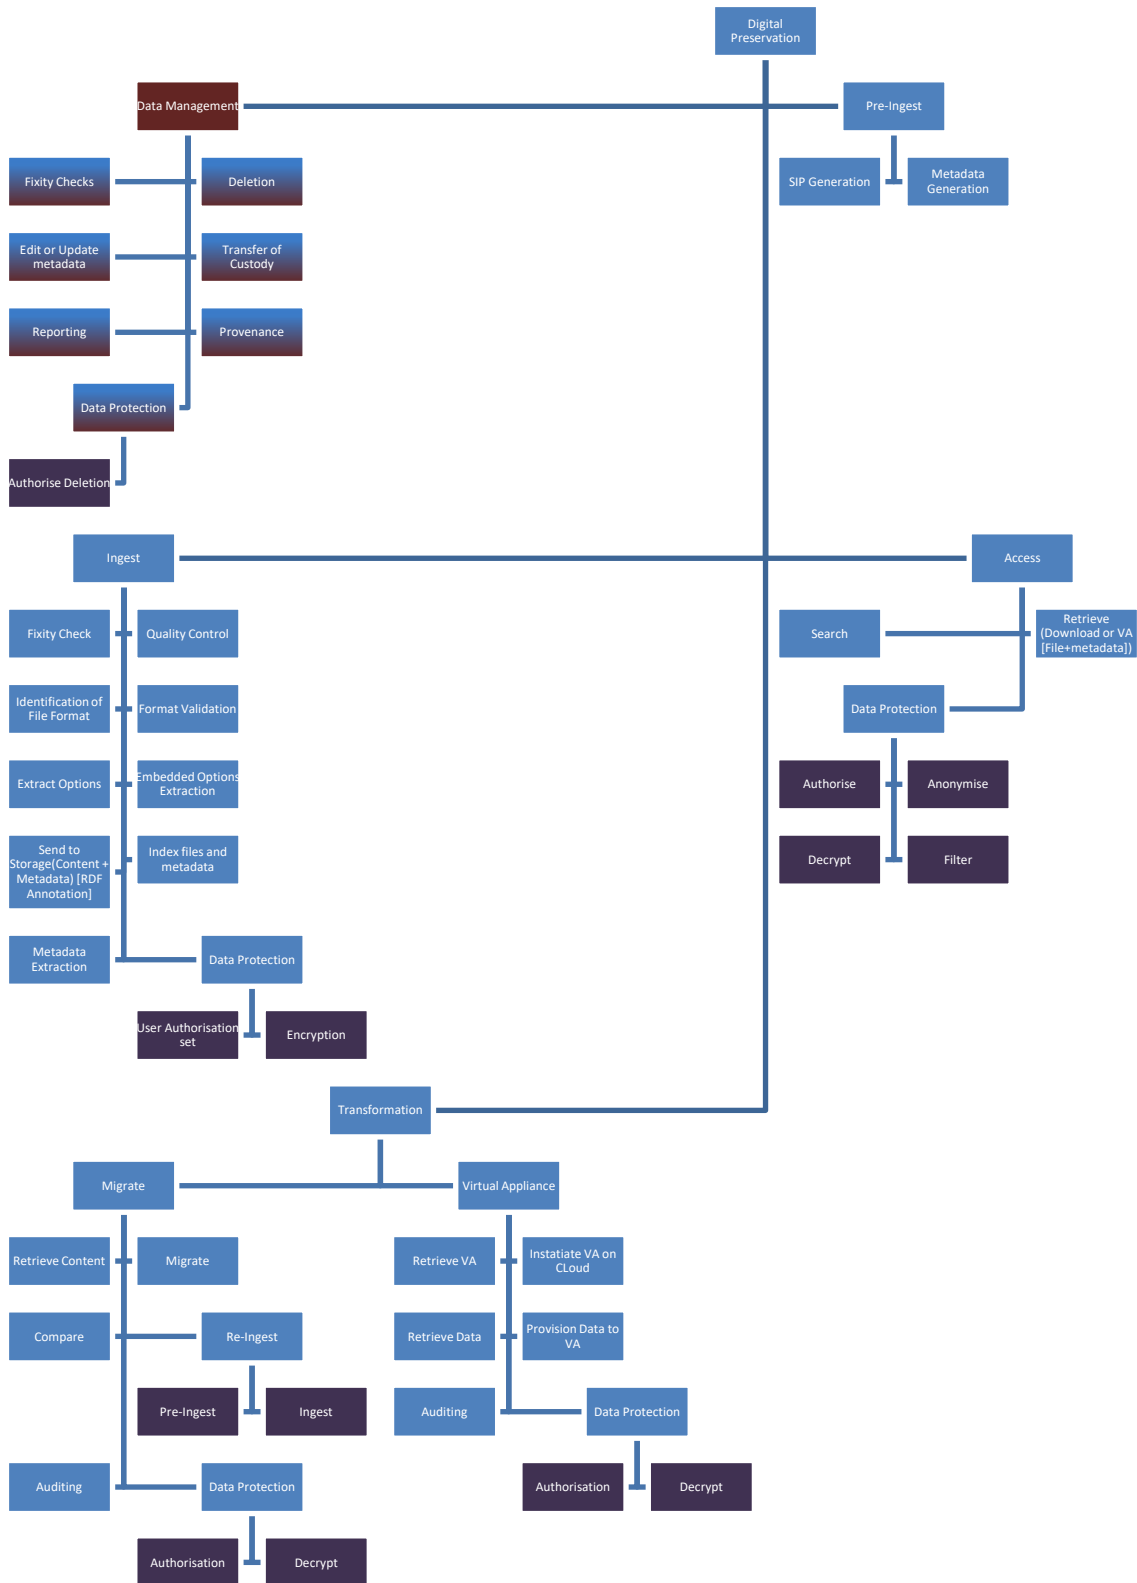 Digital
Preservation
Data Management
Pre-Ingest
Fixity Checks
Deletion
SIP Generation
Metadata
Generation
Edit or Update
metadata
Transfer of
Custody
Reporting
Provenance
Data Protection
Authorise Deletion
Ingest
Access
Fixity Check
Quality Control
Search
Retrieve
(Download or VA
[File+metadata])
Identification of
File Format
Format Validation
Data Protection
Extract Options
Embedded Options
Extraction
Authorise
Anonymise
Send to
Storage(Content +
Metadata) [RDF
Annotation]
Index files and
metadata
Decrypt
Filter
Metadada
Extraction
Data Protection
User Authorisation
set
Encryption
Transformation
Migrate
Virtual Appliance
Retrieve Content
Migrate
Retrieve VA
Instatiate VA on
CLoud
Compare
Re-Ingest
Retrieve Data
Provision Data to
VA
Pre-Ingest
Ingest
Auditing
Data Protection
Auditing
Data Protection
Authorisation
Decrypt
Authorisation
Decrypt